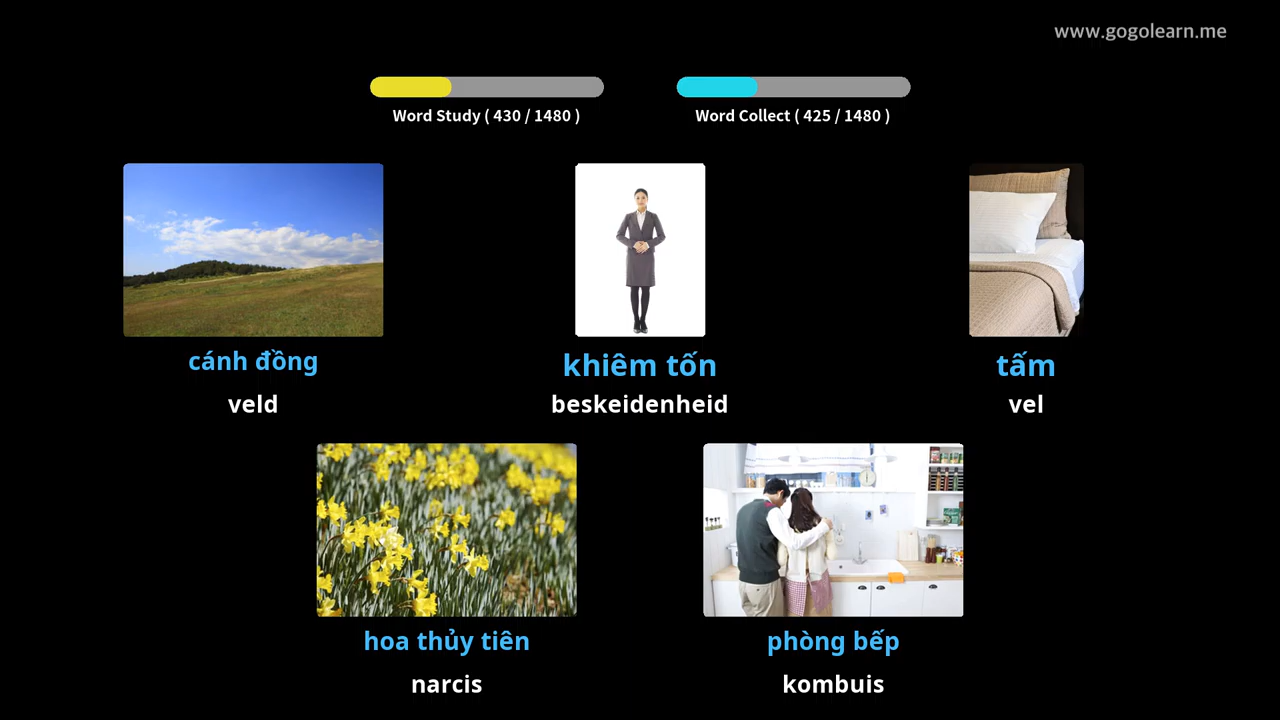 www.gogolearn.me
Word Study ( 430 / 1480 )
Word Collect ( 425 / 1480 )
cánh đồng
khiêm tốn
tấm
veld
beskeidenheid
vel
hoa thủy tiên
phòng bếp
narcis
kombuis